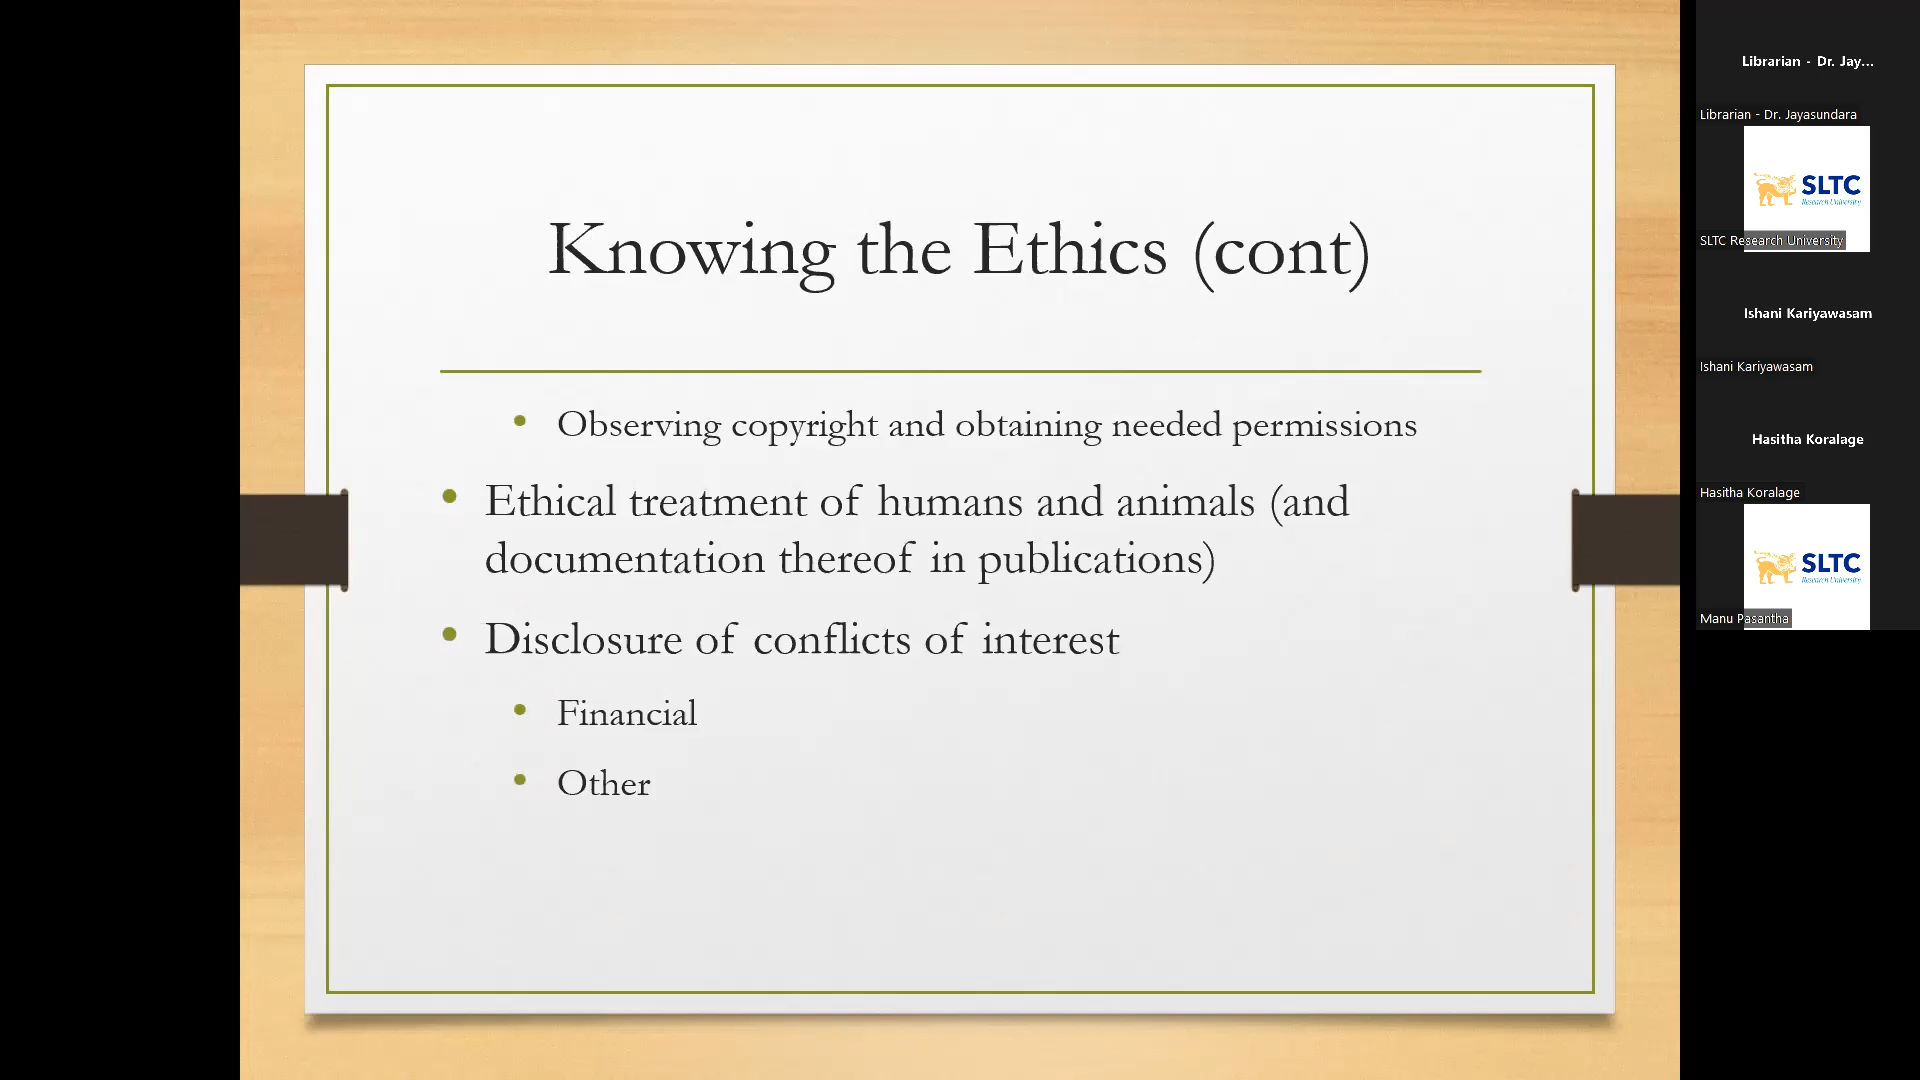 Knowing the Ethics (cont)
• Observing copyright and obtaining needed permissions
• Ethical treatment of humans and animals (and
documentation thereof in publications)
• Disclosure of conflicts of interest
• Financial
• Other
Librarian - Dr. Jay...
Librarian - Dr. Jayasundara
SLTC
Research University
SLTC Research University
Ishani Kariyawasam
Ishani Kariyawasam
Hasitha Koralage
Hasitha Koralage
SLTC
Research University
Manu Pasantha